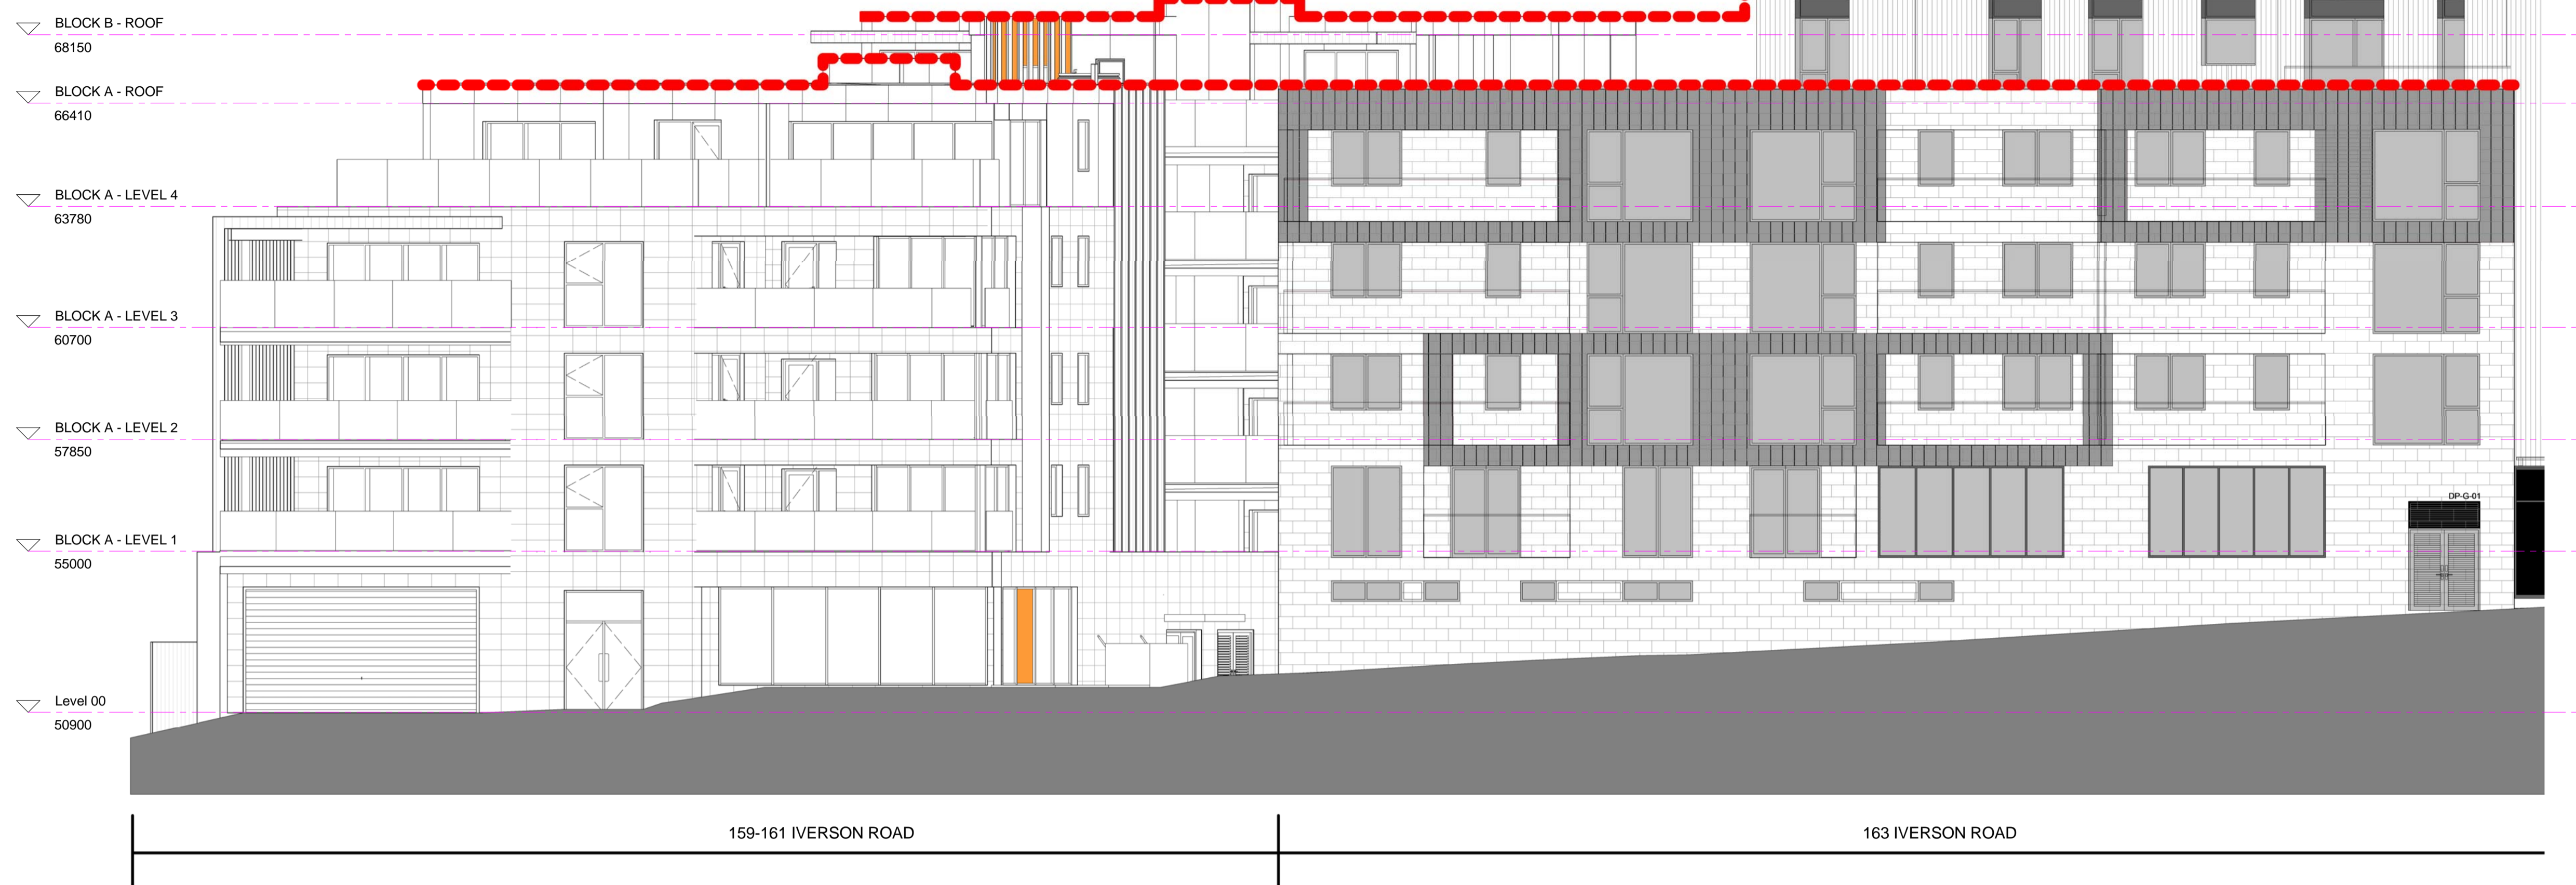 BLOCK B - ROOF
68150
BLOCK A - ROOF
66410
BLOCK A - LEVEL 4
63780
BLOCK A - LEVEL 3
60700
BLOCK A - LEVEL 2
57850
DP-G-01
BLOCK A - LEVEL 1
55000
Level 00
50900
159-161 IVERSON ROAD
163 IVERSON ROAD